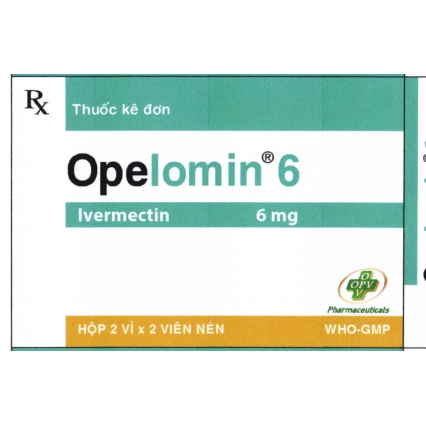 Rx Thuốc kê đơn
Opelomin® 6
Ivermectin 6 mg
OPV
OPV
Pharmaceuticals
HỘP 2 VỈ x 2 VIÊN NÉN WHO-GMP